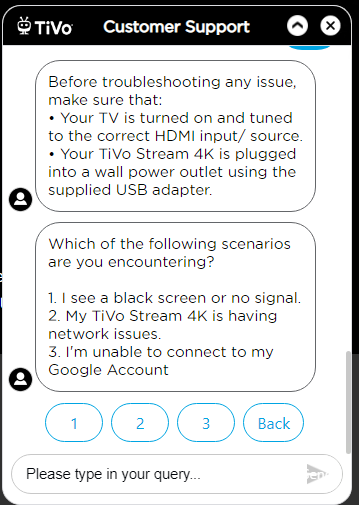 TiVo Customer Support
Before troubleshooting any issue,
make sure that:
• Your TV is turned on and tuned
to the correct HDMI input/ source.
• Your TiVo Stream 4K is plugged
into a wall power outlet using the
supplied USB adapter.
Which of the following scenarios
are you encountering?
1. I see a black screen or no signal.
2. My TiVo Stream 4K is having
network issues.
3. I'm unable to connect to my
Google Account
1 2 3 Back
Please type in your query...